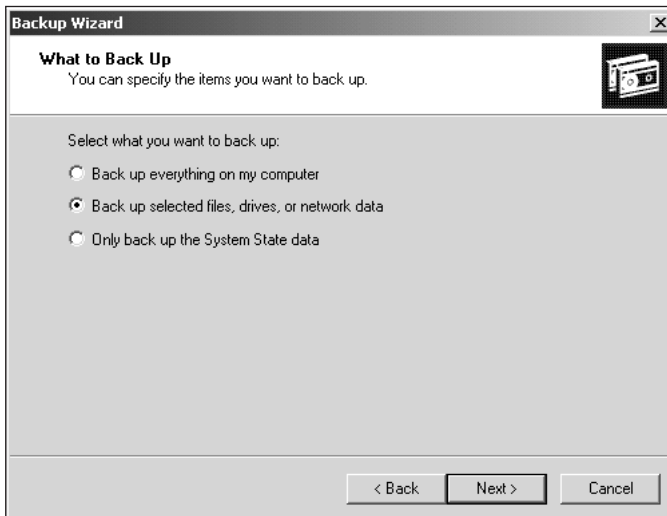 Backup Wizard
What to Back Up
You can specify the items you want to back up.
Select what you want to back up:
Back up everything on my computer
Back up selected files, drives, or network data
Only back up the System State data
< Back
Next >
Cancel